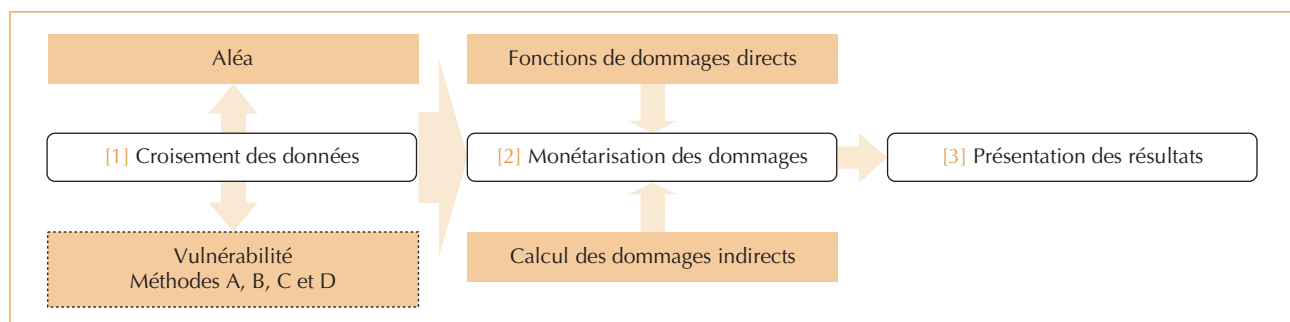 Aléa
Fonctions de dommages directs
[1] Croisement des données
[2] Monétarisation des dommages
[3] Présentation des résultats
Vulnérabilité
Méthodes A, B, C et D
Calcul des dommages indirects